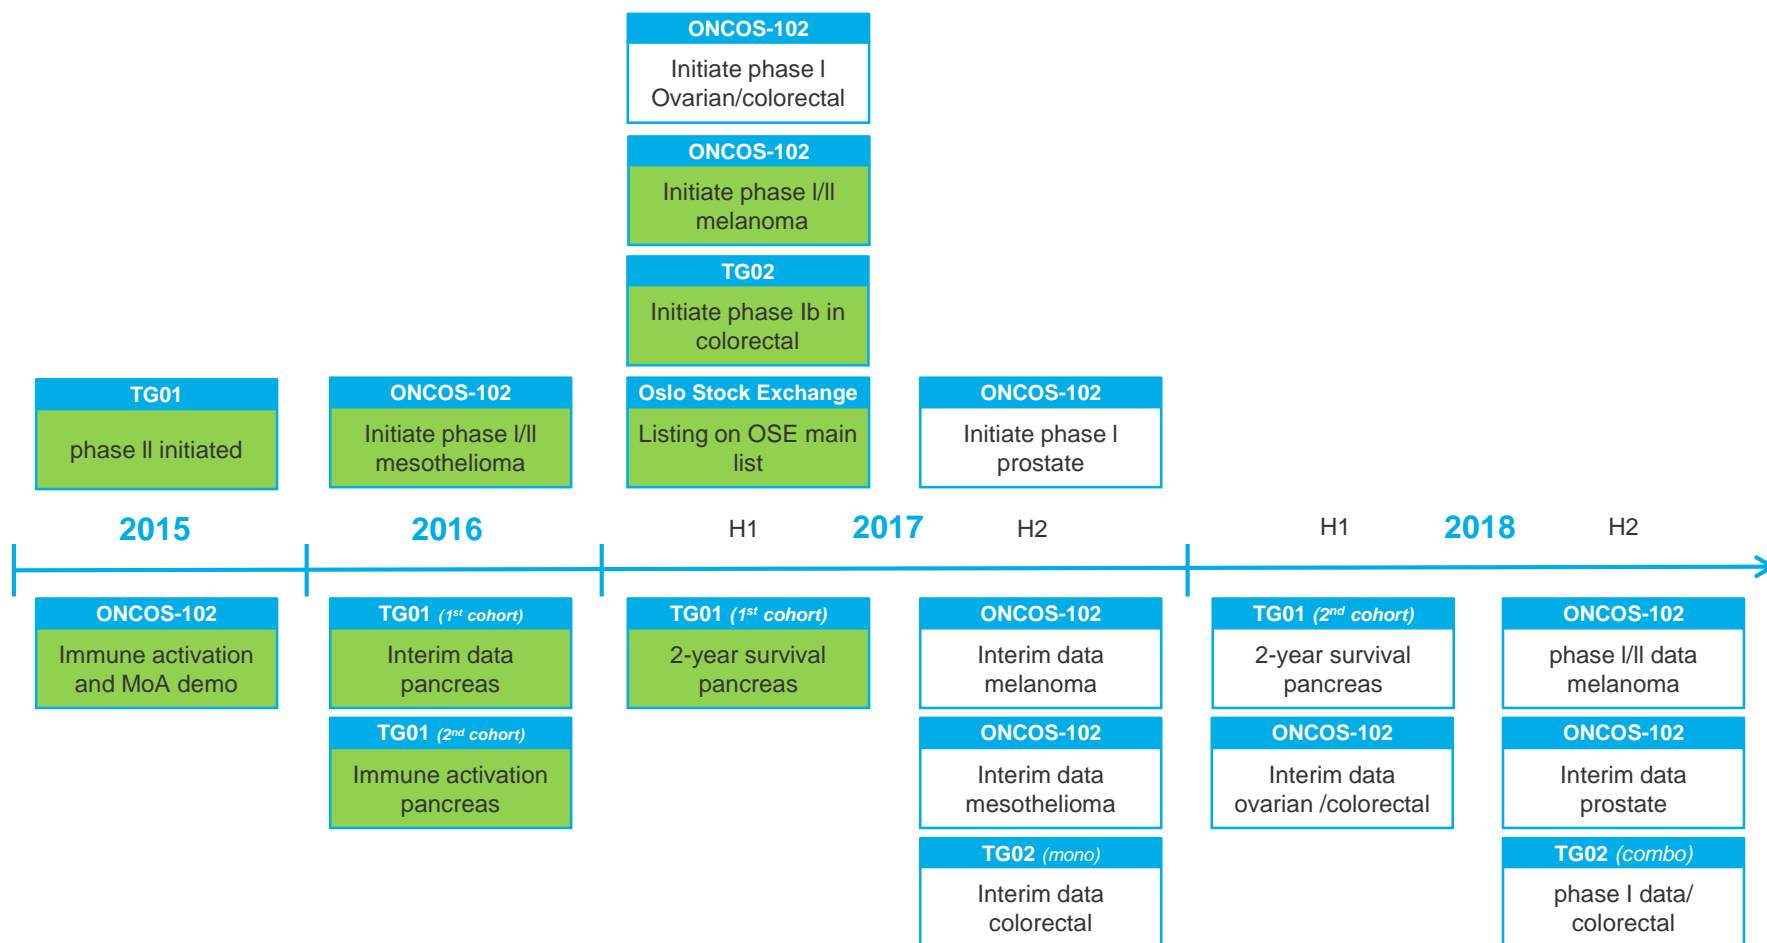 ONCOS-102
Initiate phase I
Ovarian/colorectal
ONCOS-102
Initiate phase I/II
melanoma
TG02
Initiate phase Ib in
colorectal
TG01
phase II initiated
ONCOS-102
Initiate phase I/II
mesothelioma
Oslo Stock Exchange
Listing on OSE main
list
ONCOS-102
Initiate phase I
prostate
2015
2016
H1
2017
H2
H1
2018
H2
ONCOS-102
Immune activation
and MoA demo
TG01 (1st cohort)
Interim data
pancreas
TG01 (2nd cohort)
Immune activation
pancreas
TG01 (1st cohort)
2-year survival
pancreas
ONCOS-102
Interim data
melanoma
ONCOS-102
Interim data
mesothelioma
TG02 (mono)
Interim data
colorectal
TG01 (2nd cohort)
2-year survival
pancreas
ONCOS-102
Interim data
ovarian /colorectal
ONCOS-102
phase I/II data
melanoma
ONCOS-102
Interim data
prostate
TG02 (combo)
phase I data/
colorectal